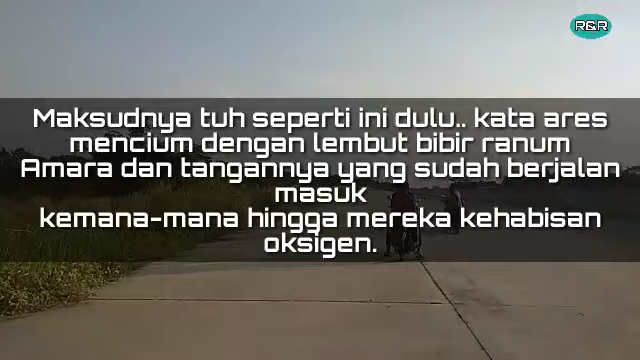 R&R
Maksudnya tuh seperti ini dulu.. kata ares
mencium dengan lembut bibir ranum
Amara dan tangannya yang sudah berjalan
masuk
kemana-mana hingga mereka kehabisan
oksigen.